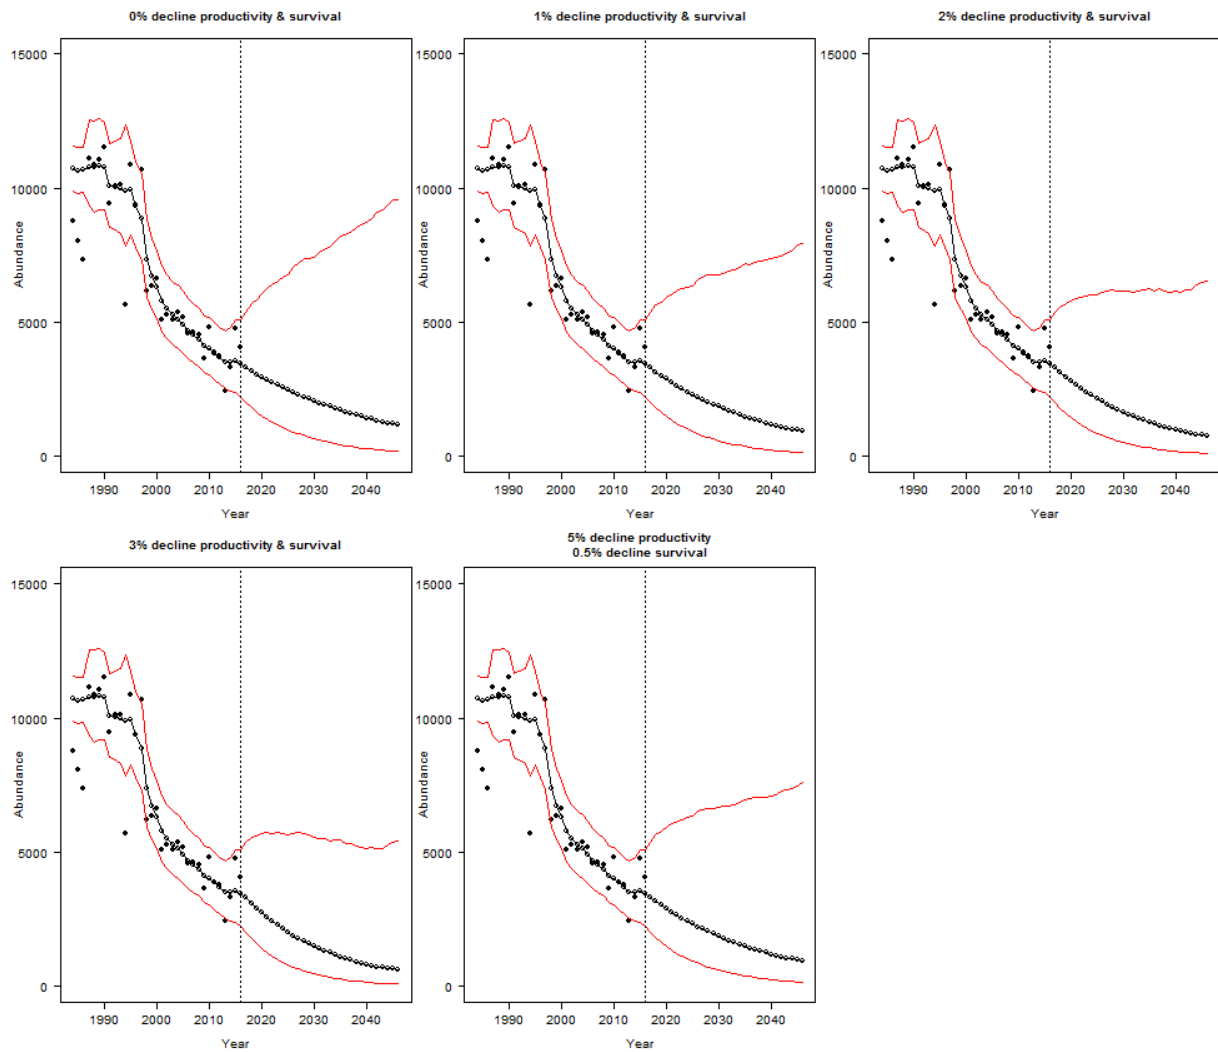 0% decline productivity & survival
15000
10000
5000
0
Abundance
1990 2000 2010 2020 2030 2040
Year
1% decline productivity & survival
15000
10000
5000
0
Abundance
1990 2000 2010 2020 2030 2040
Year
2% decline productivity & survival
15000
10000
5000
0
Abundance
1990 2000 2010 2020 2030 2040
Year
3% decline productivity & survival
15000
10000
5000
0
Abundance
1990 2000 2010 2020 2030 2040
Year
5% decline productivity
0.5% decline survival
15000
10000
5000
0
Abundance
1990 2000 2010 2020 2030 2040
Year